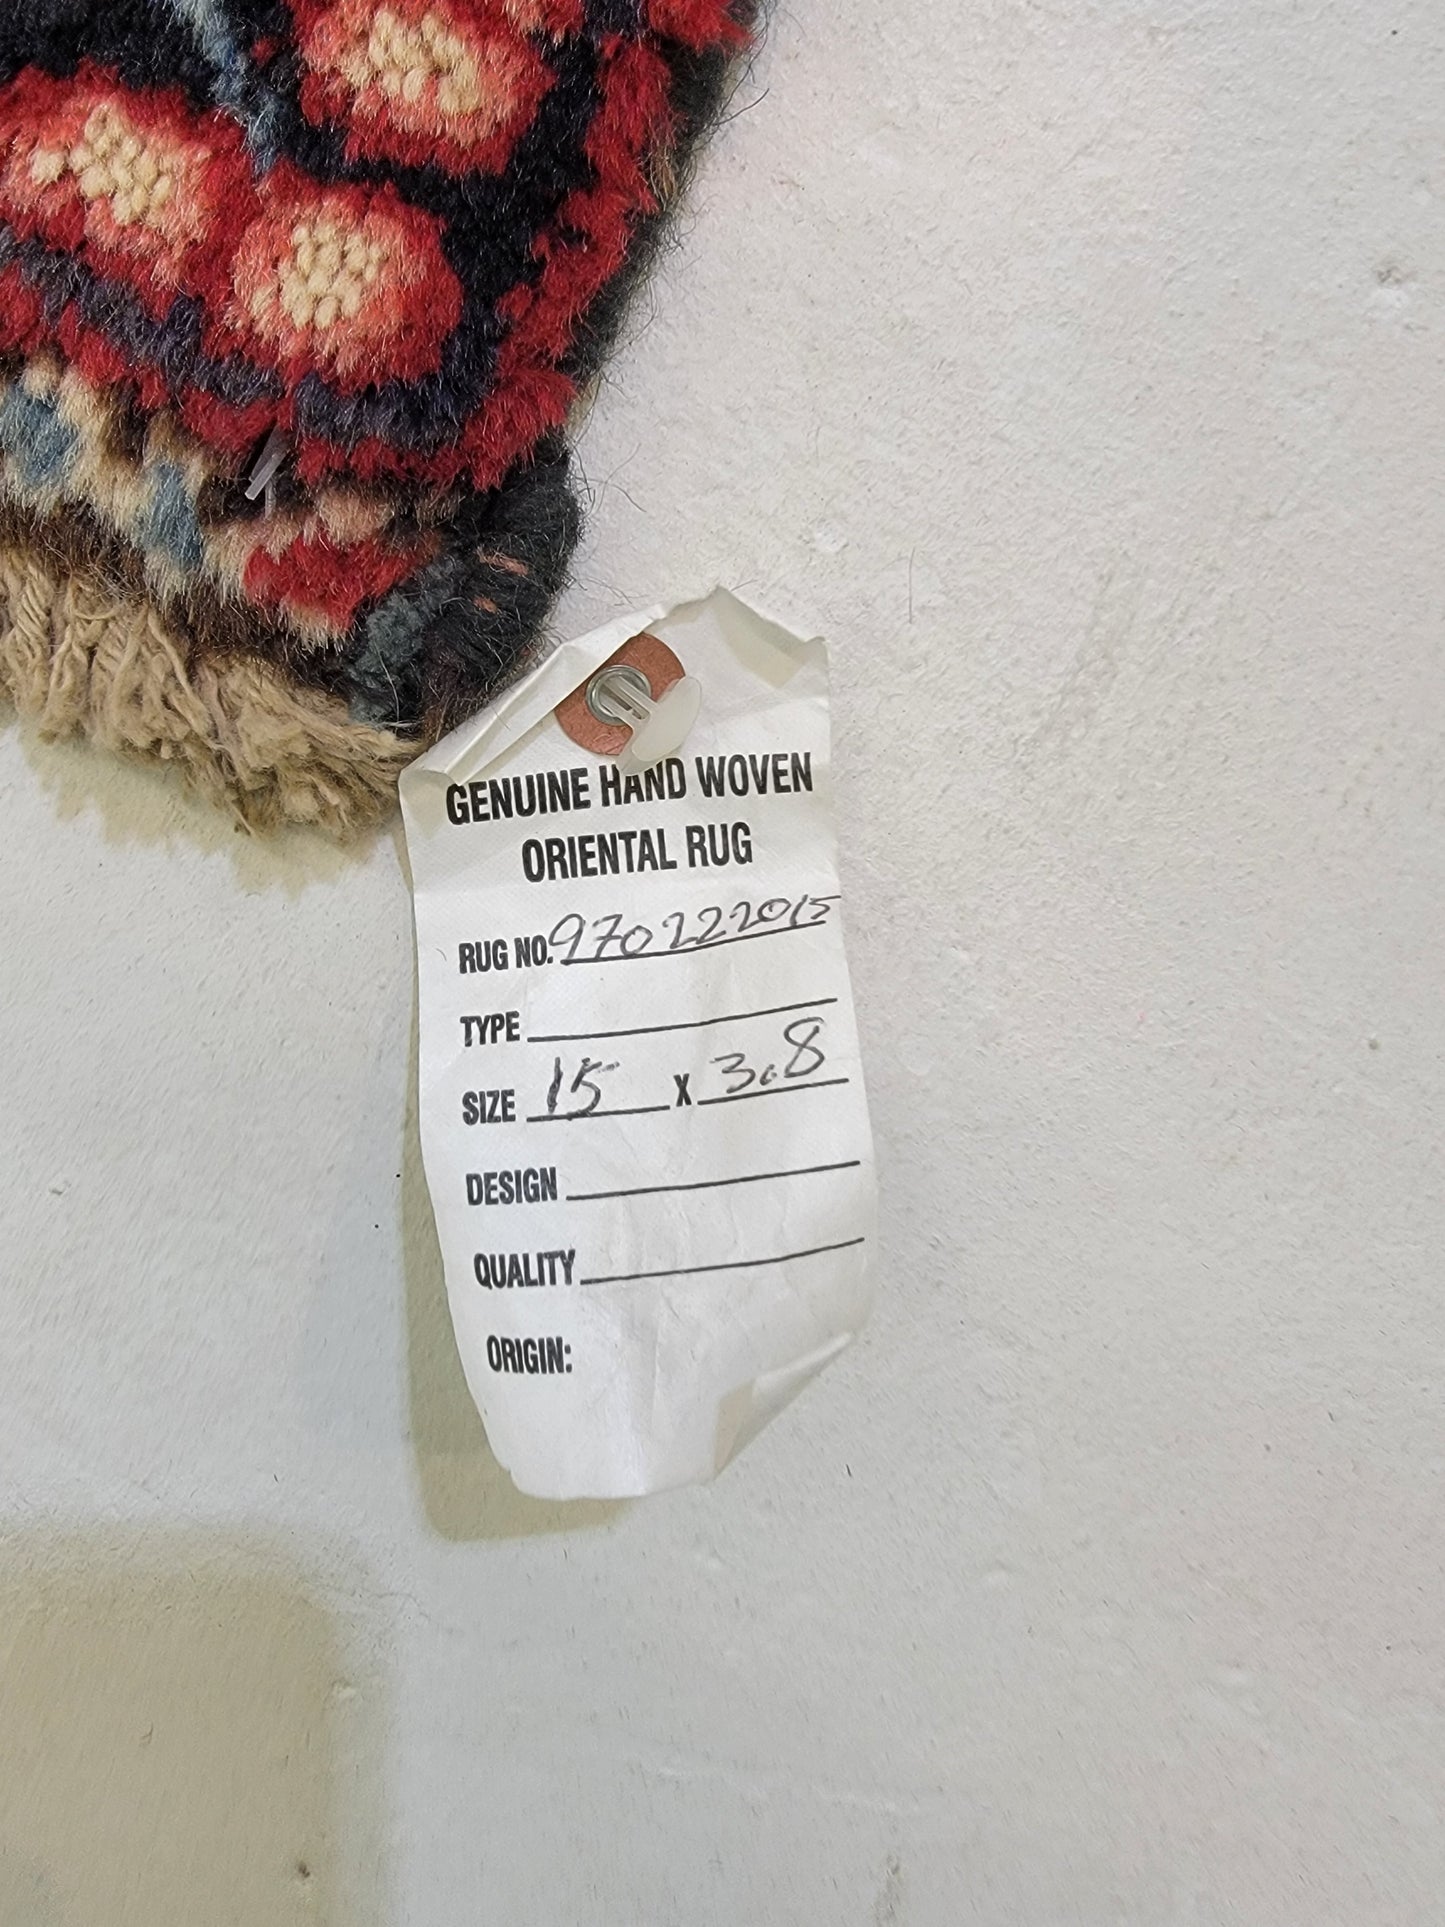 GENUINE HAND WOVEN
ORIENTAL RUG
RUG NO. 970222015
TYPE
SIZE 15 X 3.8
DESIGN
QUALITY
ORIGIN: